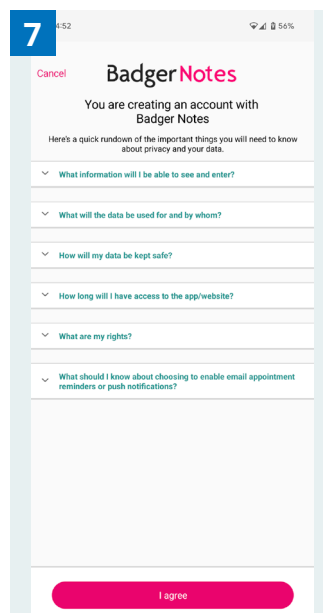 7
4:52
56%
Cancel
BadgerNotes
You are creating an account with
Badger Notes
Here's a quick rundown of the important things you will need to know
about privacy and your data.
What information will I be able to see and enter?
What will the data be used for and by whom?
How will my data be kept safe?
How long will I have access to the app/website?
What are my rights?
What should I know about choosing to enable email appointment
reminders or push notifications?
I agree